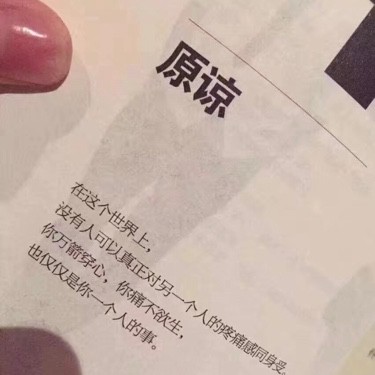 原谅
在这个世界上，
没有人可以真正对另一个人的疼痛感同身受。
你万箭穿心，你痛不欲生，
也仅仅是你一个人的事。